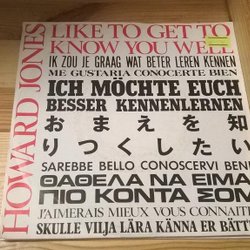 HOWARD JONES
LIKE TO GET TO
KNOW YOU WELL
IK ZOU JE GRAAG WAT BETER LEREN KENNEN
ME GUSTARIA CONOCERTE BIEN
ICH MÖCHTE EUCH
BESSER KENNENLERNEN
おまえを知
りつくしたい
SAREBBE BELLO CONOSCERVI BENE
ΘΑΘΕΛΑ ΝΑ ΕΙΜΑ
ΠΙΟ ΚΟΝΤΑ ΣΟΥ
J'AIMERAIS MIEUX VOUS CONNAIT
SKULLE VILJA LÄRA KÄNNA ER BÄTT